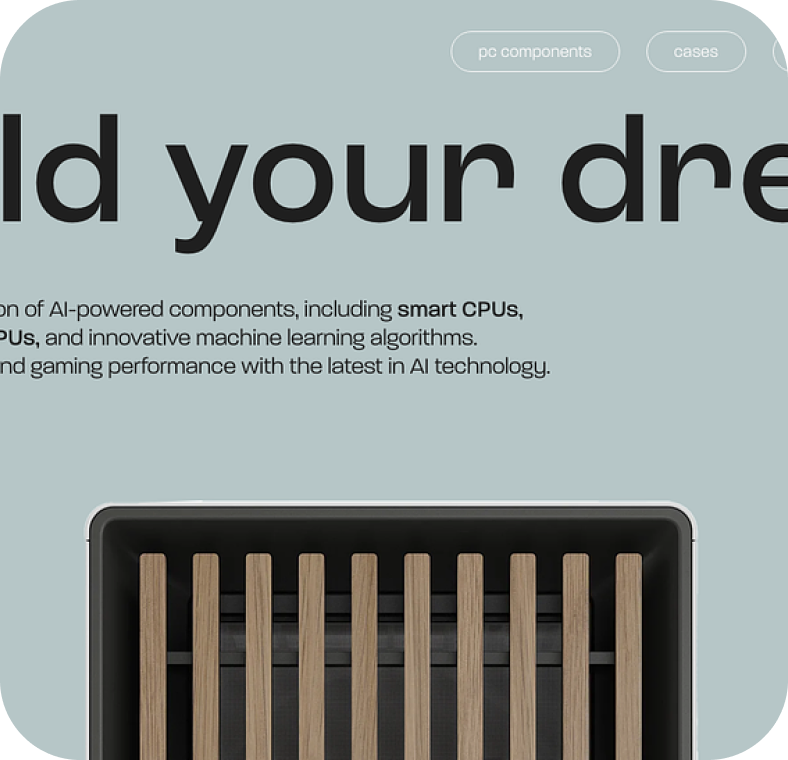 pc components
cases
ld your dre
on of AI-powered components, including smart CPUs,
PUs, and innovative machine learning algorithms.
nd gaming performance with the latest in AI technology.